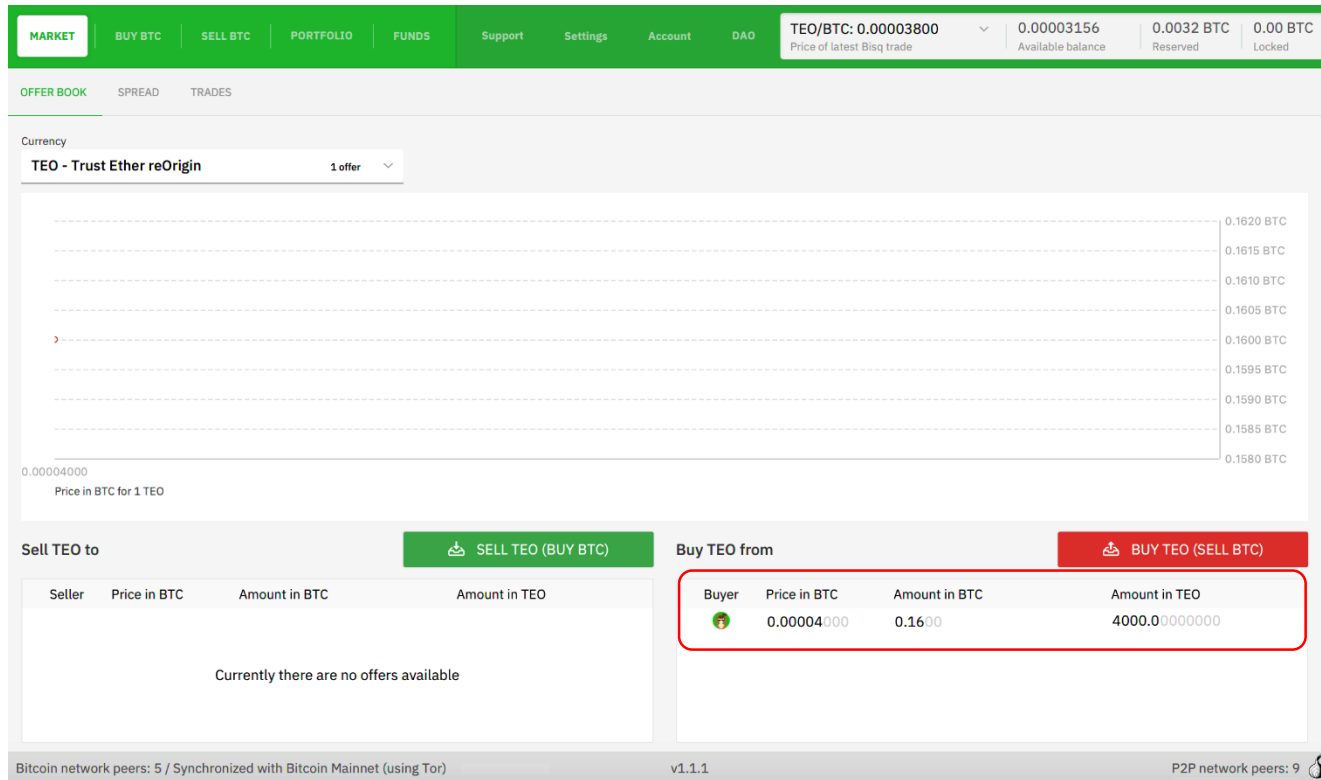 MARKET BUY BTC SELL BTC PORTFOLIO FUNDS Support Settings Account DAO
TEO/BTC: 0.00003800 0.00003156 0.0032 BTC 0.00 BTC
Price of latest Bisq trade Available balance Reserved Locked
OFFER BOOK SPREAD TRADES
Currency
TEO - Trust Ether reOrigin 1 offer
0.1620 BTC
0.1615 BTC
0.1610 BTC
0.1605 BTC
0.1600 BTC
0.1595 BTC
0.1590 BTC
0.1585 BTC
0.1580 BTC
0.00004000
Price in BTC for 1 TEO
Sell TEO to SELL TEO (BUY BTC) Buy TEO from BUY TEO (SELL BTC)
Seller Price in BTC Amount in BTC Amount in TEO Buyer Price in BTC Amount in BTC Amount in TEO
0.00004000 0.1600 4000.00000000
Currently there are no offers available
Bitcoin network peers: 5 / Synchronized with Bitcoin Mainnet (using Tor) v1.1.1 P2P network peers: 9